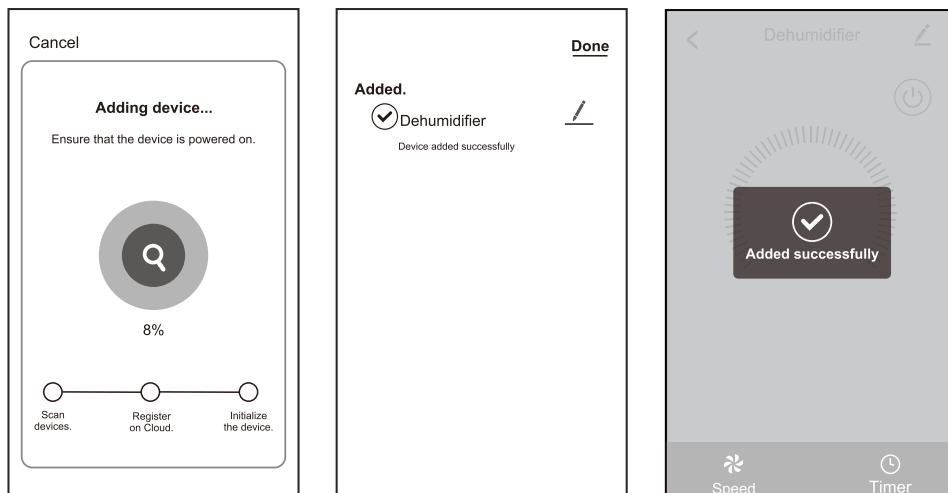 Cancel
Adding device...
Ensure that the device is powered on.
8%
Scan
devices.
Register
on Cloud.
Initialize
the device.
Done
Added.
Dehumidifier
Device added successfully
Dehumidifier
Added successfully
Speed
Timer